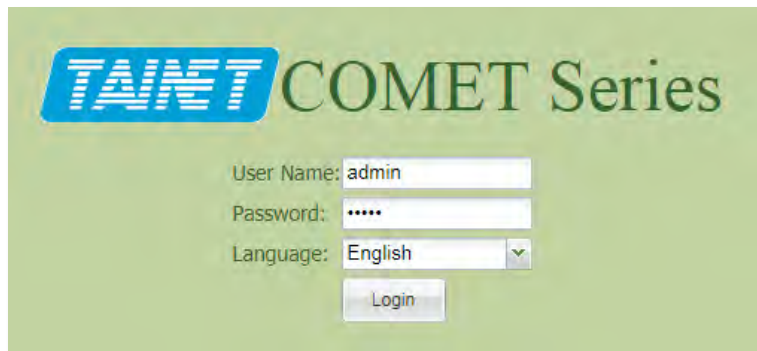 TAINET COMET Series
User Name: admin
Password: •••••
Language: English
Login